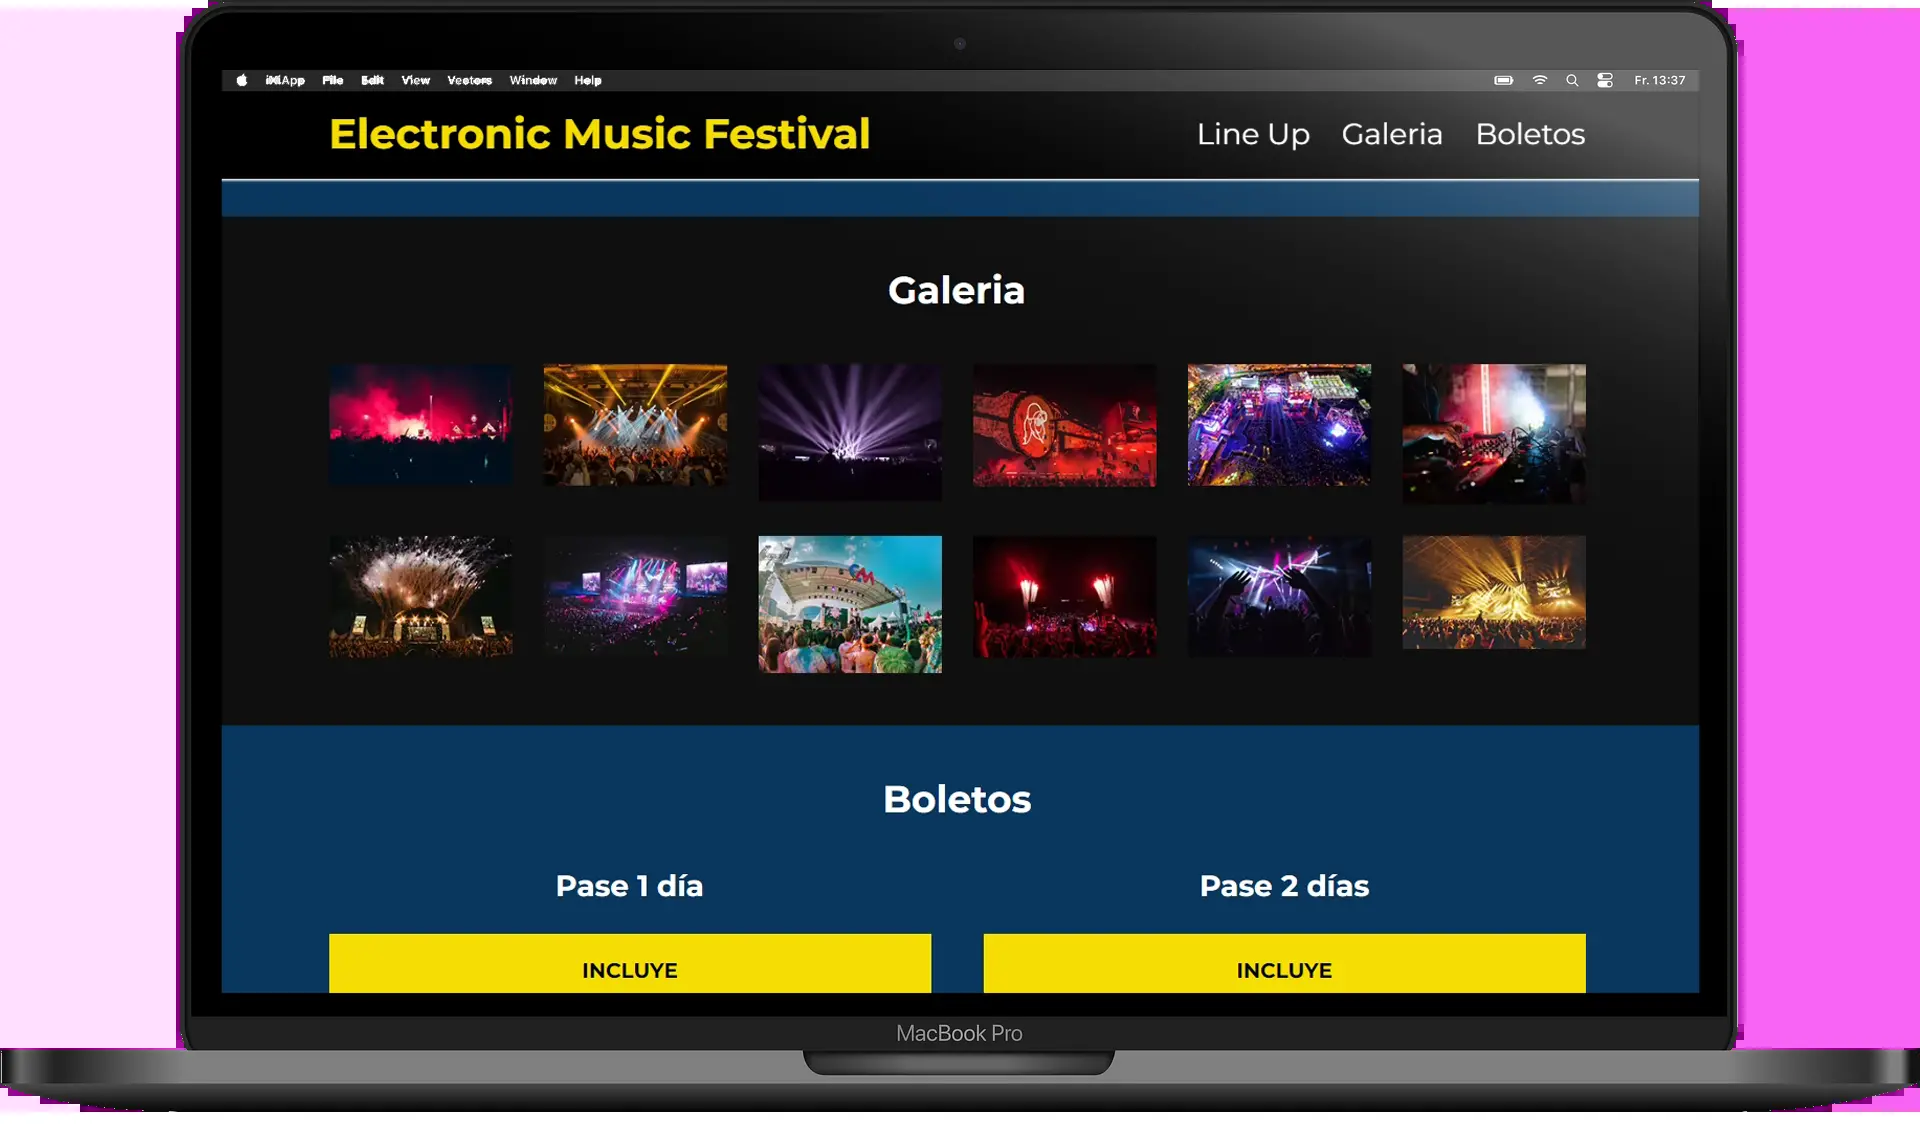 iMiApp File Edit View Vectors Window Help Fr. 13:37
Electronic Music Festival Line Up Galeria Boletos
Galeria
Boletos
Pase 1 día Pase 2 días
INCLUYE INCLUYE
MacBook Pro